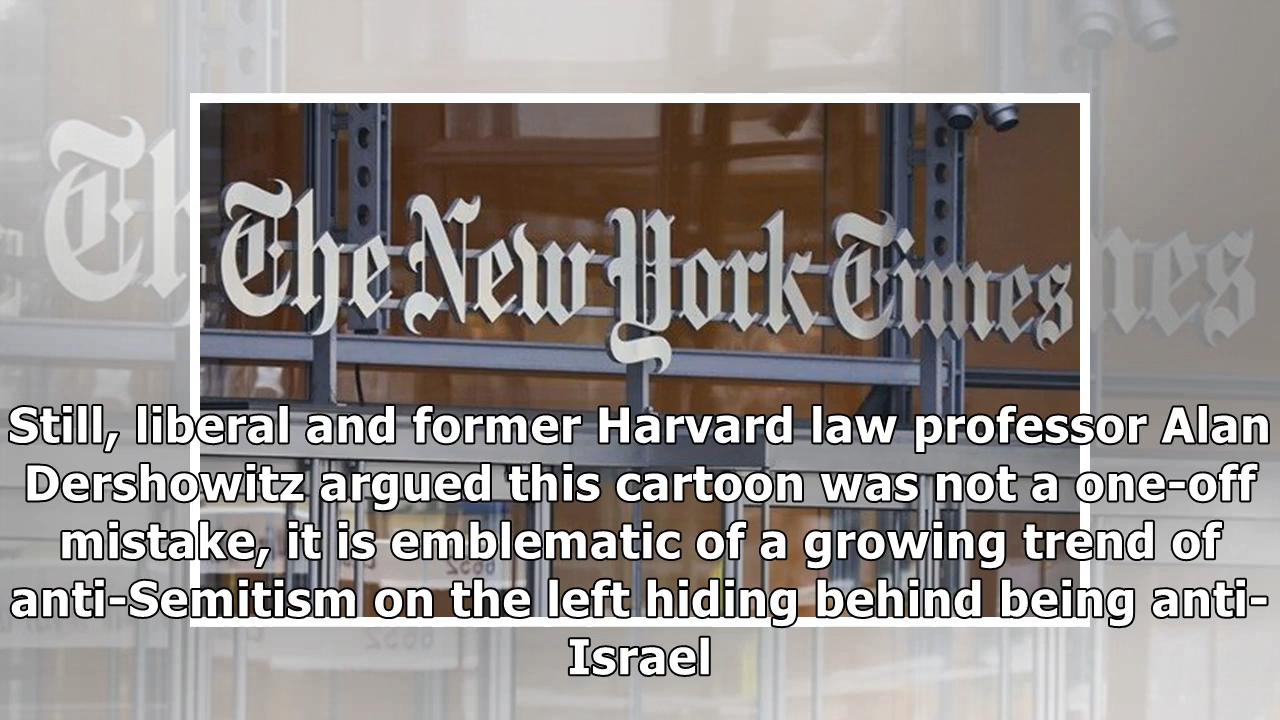 The New York Times
Still, liberal and former Harvard law professor Alan
Dershowitz argued this cartoon was not a one-off
mistake, it is emblematic of a growing trend of
anti-Semitism on the left hiding behind being anti-
Israel